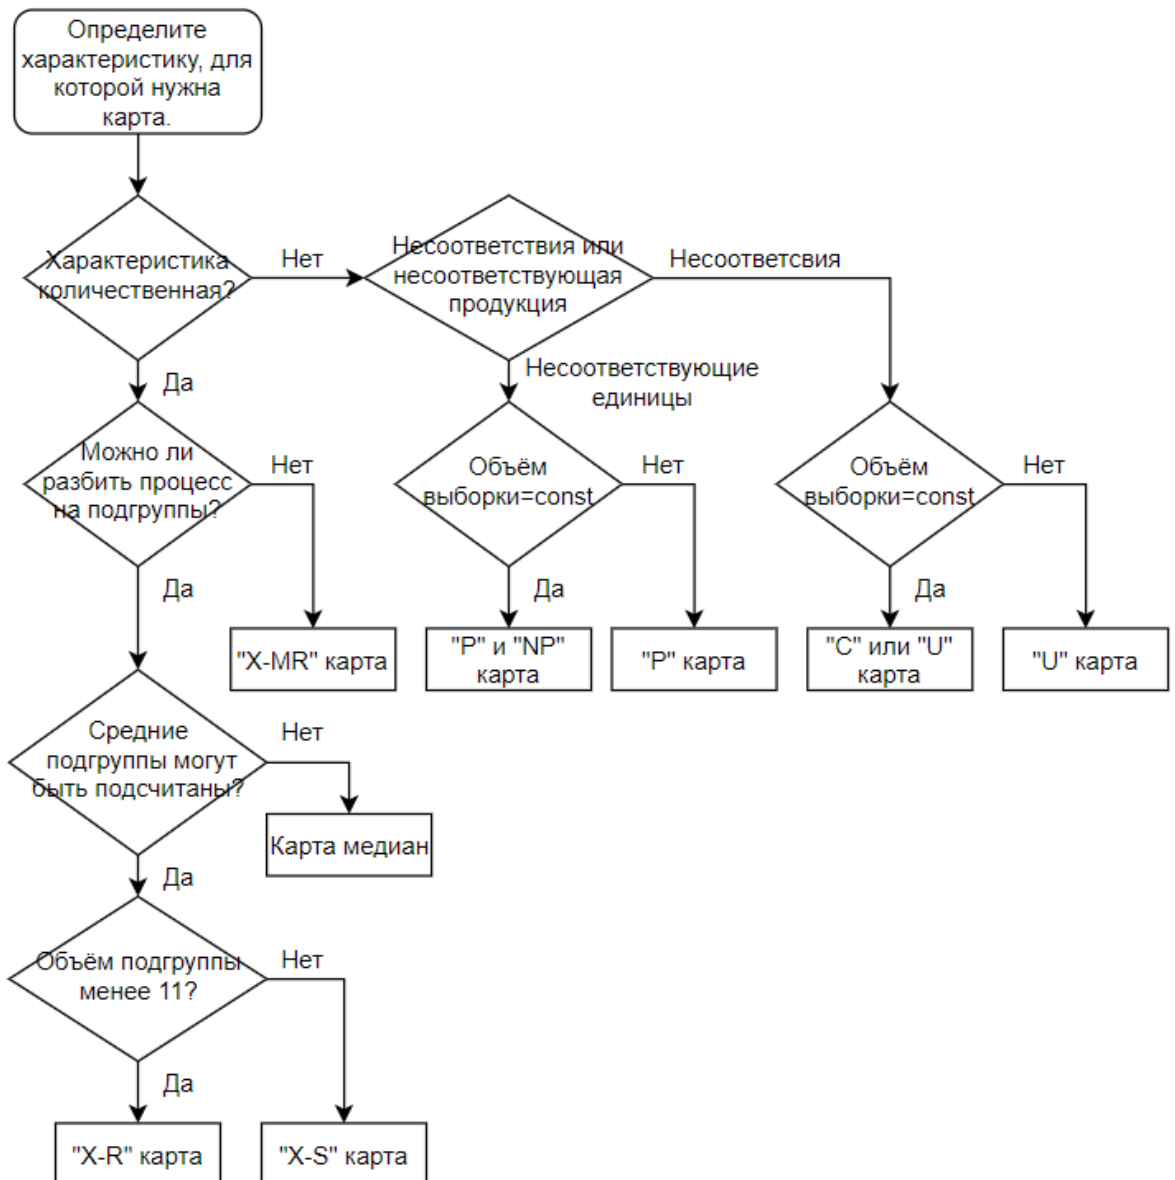 Определите
характеристику, для
которой нужна
карта.
Характеристика
количественная?
Нет
Несоответствия или
несоответствующая
продукция
Несоответсвия
Да
Несоответствующие
единицы
Можно ли
разбить процесс
на подгруппы?
Нет
Объём
выборки=const
Нет
Объём
выборки=const
Нет
Да
Да
Да
"X-MR" карта
"P" и "NP"
карта
"P" карта
"C" или "U"
карта
"U" карта
Средние
подгруппы могут
быть подсчитаны?
Нет
Карта медиан
Да
Объём подгруппы
менее 11?
Нет
Да
"X-R" карта
"X-S" карта